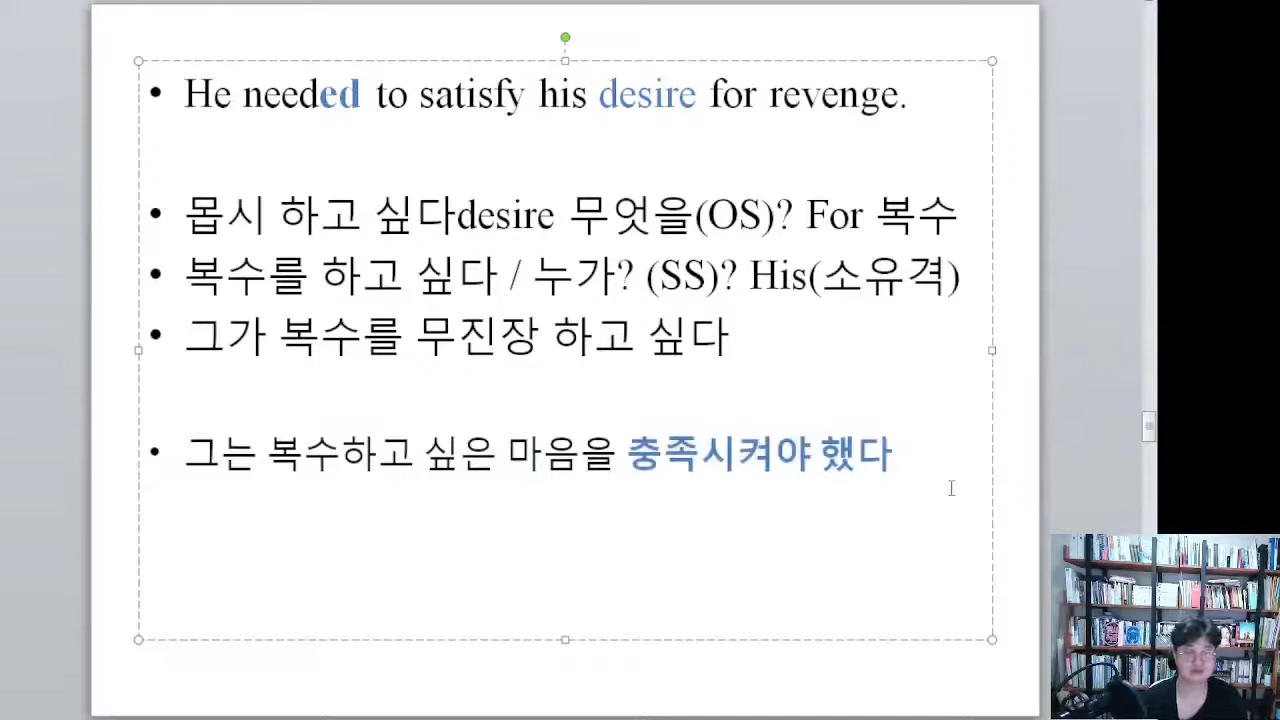 • He needed to satisfy his desire for revenge.
• 몹시 하고 싶다desire 무엇을(OS)? For 복수
• 복수를 하고 싶다 / 누가? (SS)? His(소유격)
• 그가 복수를 무진장 하고 싶다
• 그는 복수하고 싶은 마음을 충족시켜야 했다